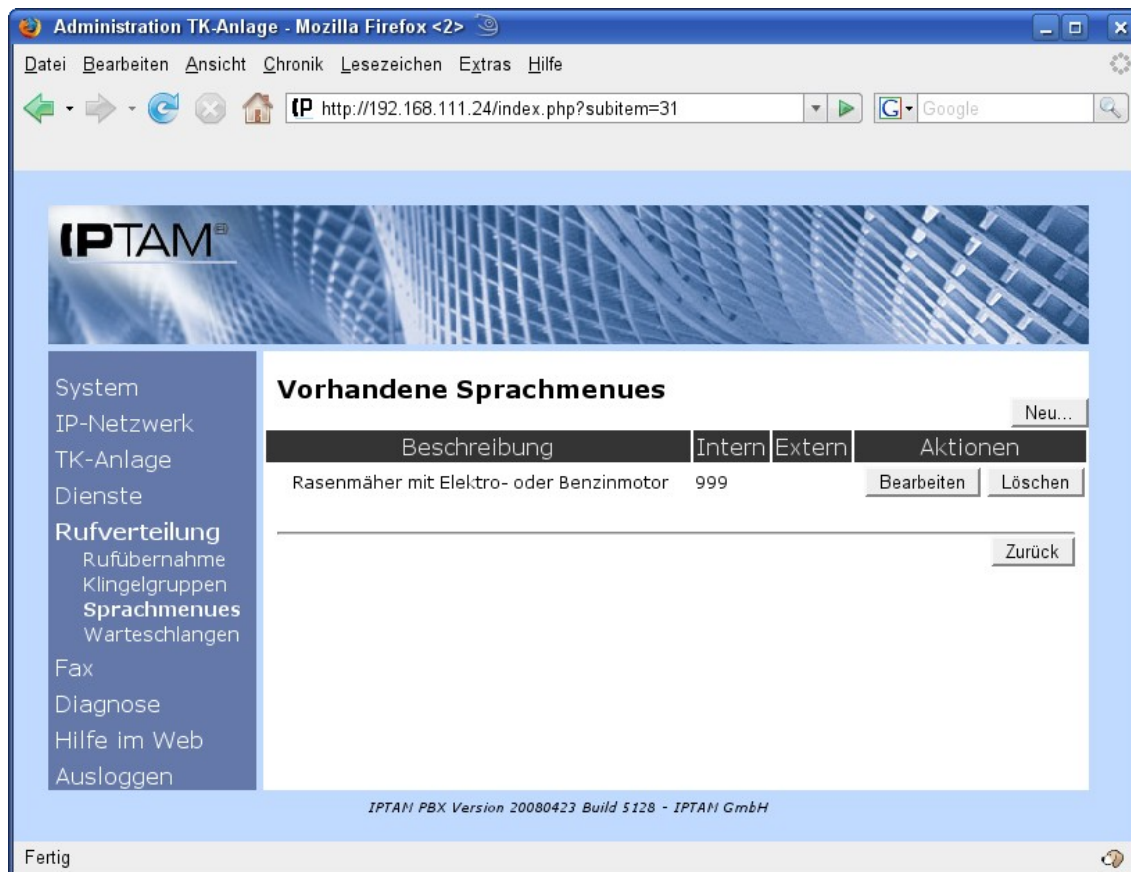 Administration TK-Anlage - Mozilla Firefox <2>
Datei Bearbeiten Ansicht Chronik Lesezeichen Extras Hilfe
http://192.168.111.24/index.php?subitem=31
Google
IPTAM®
System
IP-Netzwerk
TK-Anlage
Dienste
Rufverteilung
Rufübernahme
Klingelgruppen
Sprachmenues
Warteschlangen
Fax
Diagnose
Hilfe im Web
Ausloggen
Vorhandene Sprachmenues
Neu...
Beschreibung Intern Extern Aktionen
Rasenmäher mit Elektro- oder Benzinmotor 999 Bearbeiten Löschen
Zurück
IPTAM PBX Version 20080423 Build 5128 - IPTAM GmbH
Fertig